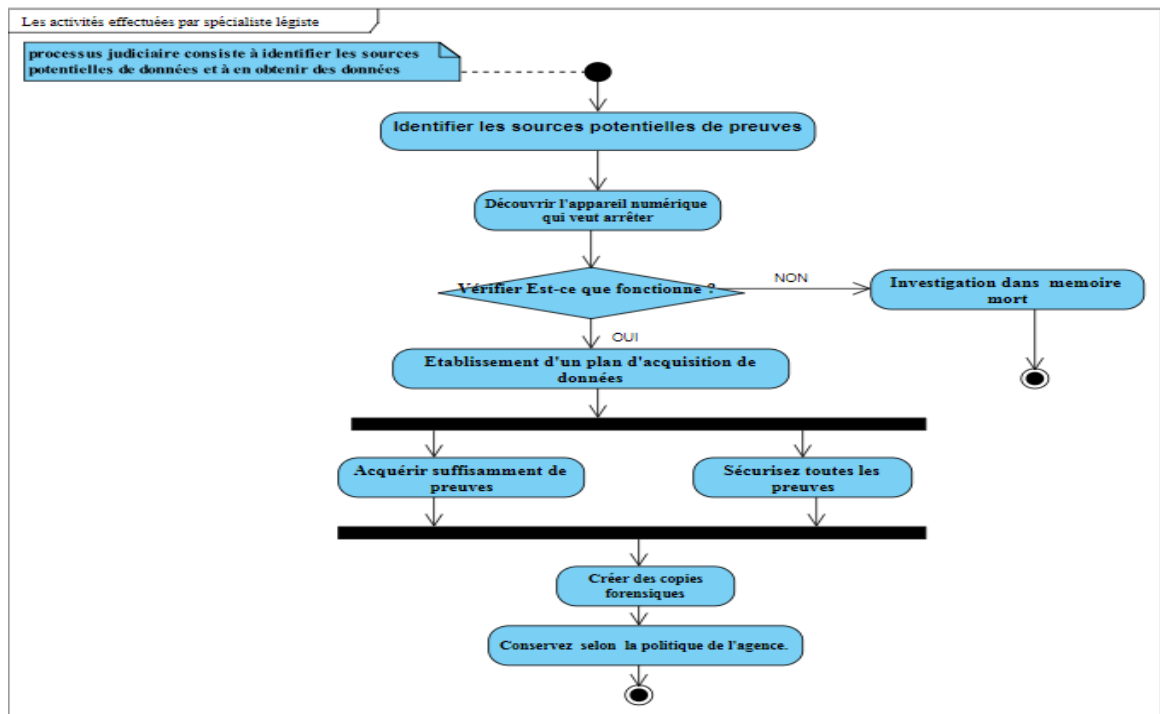 Les activités effectuées par spécialiste légiste
processus judiciaire consiste à identifier les sources
potentielles de données et à en obtenir des données
Identifier les sources potentielles de preuves
Découvrir l'appareil numérique
qui veut arrêter
Vérifier Est-ce que fonctionne ?
NON
Investigation dans memoire
mort
OUI
Etablissement d'un plan d'acquisition de
données
Acquérir suffisamment de
preuves
Sécurisez toutes les
preuves
Créer des copies
forensiques
Conservez selon la politique de l'agence.